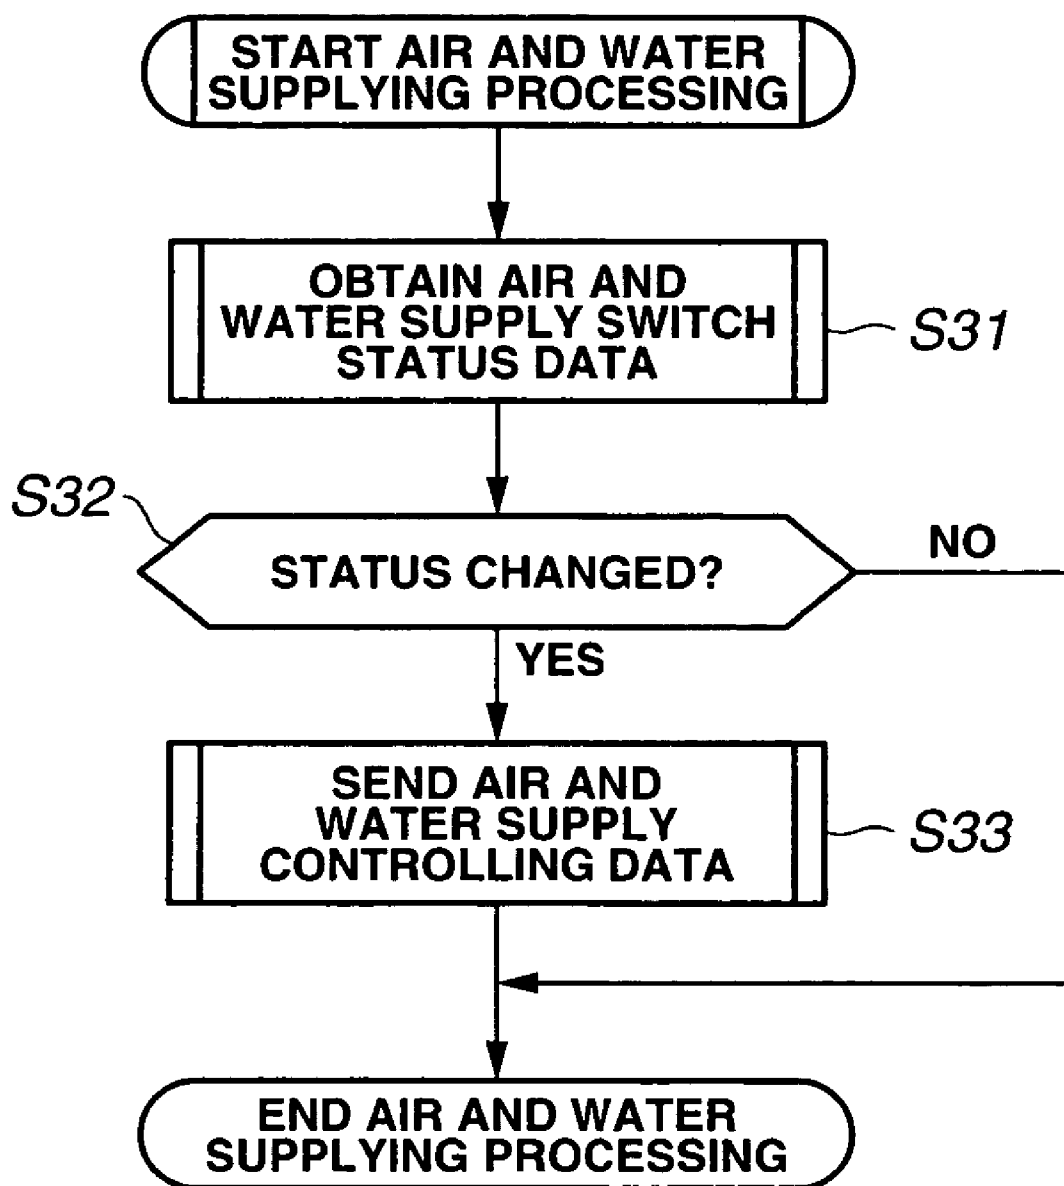 START AIR AND WATER
SUPPLYING PROCESSING
OBTAIN AIR AND
WATER SUPPLY SWITCH
STATUS DATA
S31
S32
STATUS CHANGED?
NO
YES
SEND AIR AND
WATER SUPPLY
CONTROLLING DATA
S33
END AIR AND WATER
SUPPLYING PROCESSING